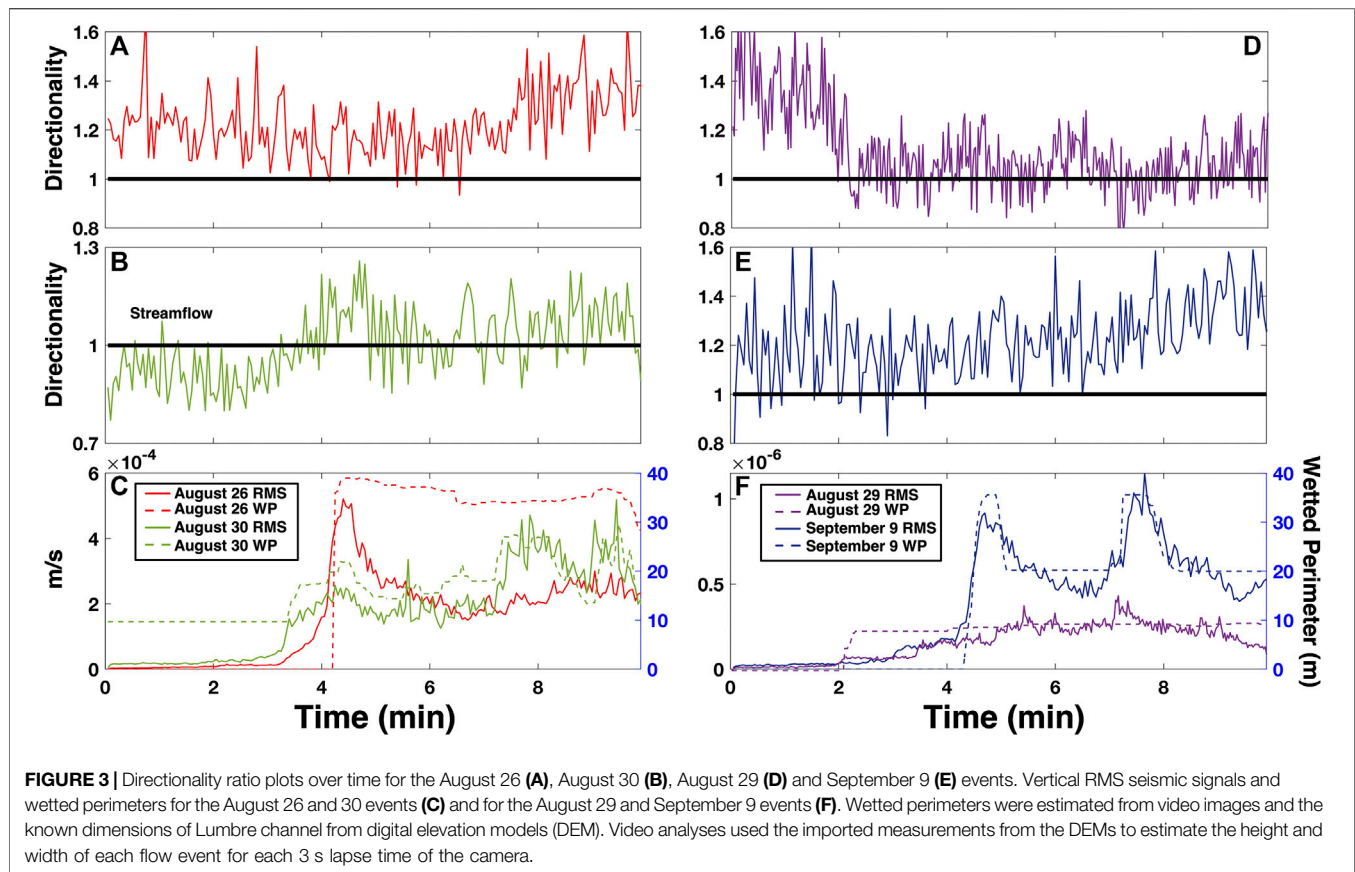 A
Directionality
1.6
1.4
1.2
1
0.8
B
Directionality
1.3
1
0.7
Streamflow
C
×10-4
m/s
6
4
2
0
40
30
20
10
0
August 26 RMS
August 26 WP
August 30 RMS
August 30 WP
0 2 4 6 8
Time (min)
D
1.6
1.4
1.2
1
0.8
E
1.6
1.4
1.2
1
0.8
F
×10-6
1
0.5
0
40
30
20
10
0
August 29 RMS
August 29 WP
September 9 RMS
September 9 WP
Wetted Perimeter (m)
0 2 4 6 8
Time (min)
FIGURE 3 | Directionality ratio plots over time for the August 26 (A), August 30 (B), August 29 (D) and September 9 (E) events. Vertical RMS seismic signals and
wetted perimeters for the August 26 and 30 events (C) and for the August 29 and September 9 events (F). Wetted perimeters were estimated from video images and the
known dimensions of Lumbre channel from digital elevation models (DEM). Video analyses used the imported measurements from the DEMs to estimate the height and
width of each flow event for each 3 s lapse time of the camera.